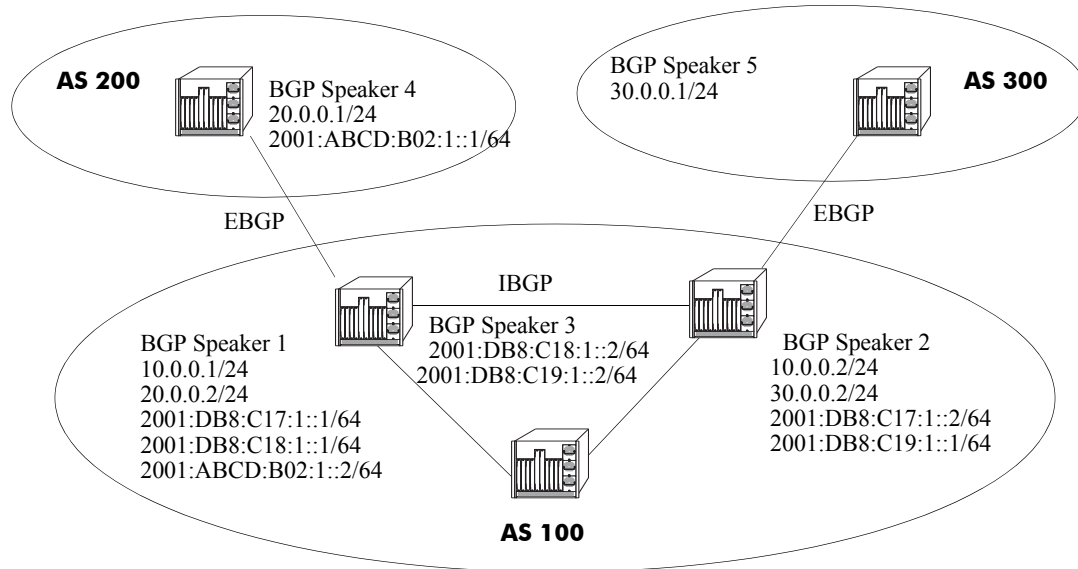 AS 200
BGP Speaker 4
20.0.0.1/24
2001:ABCD:B02:1::1/64
BGP Speaker 5
30.0.0.1/24
AS 300
EBGP
EBGP
IBGP
BGP Speaker 1
10.0.0.1/24
20.0.0.2/24
2001:DB8:C17:1::1/64
2001:DB8:C18:1::1/64
2001:ABCD:B02:1::2/64
BGP Speaker 3
2001:DB8:C18:1::2/64
2001:DB8:C19:1::2/64
BGP Speaker 2
10.0.0.2/24
30.0.0.2/24
2001:DB8:C17:1::2/64
2001:DB8:C19:1::1/64
AS 100